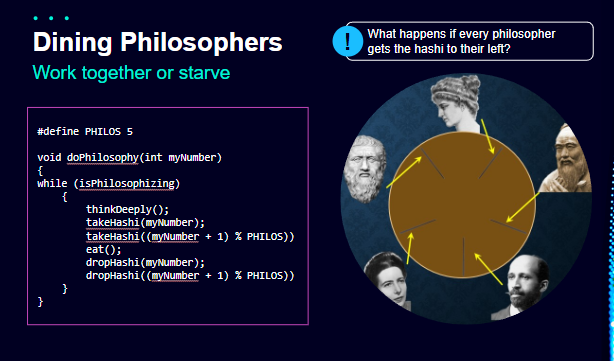 Dining Philosophers
Work together or starve
! What happens if every philosopher
gets the hashi to their left?
#define PHILOS 5
void doPhilosophy(int myNumber)
{
while (isPhilosophizing)
{
thinkDeeply();
takeHashi(myNumber);
takeHashi((myNumber + 1) % PHILOS))
eat();
dropHashi(myNumber);
dropHashi((myNumber + 1) % PHILOS))
}
}